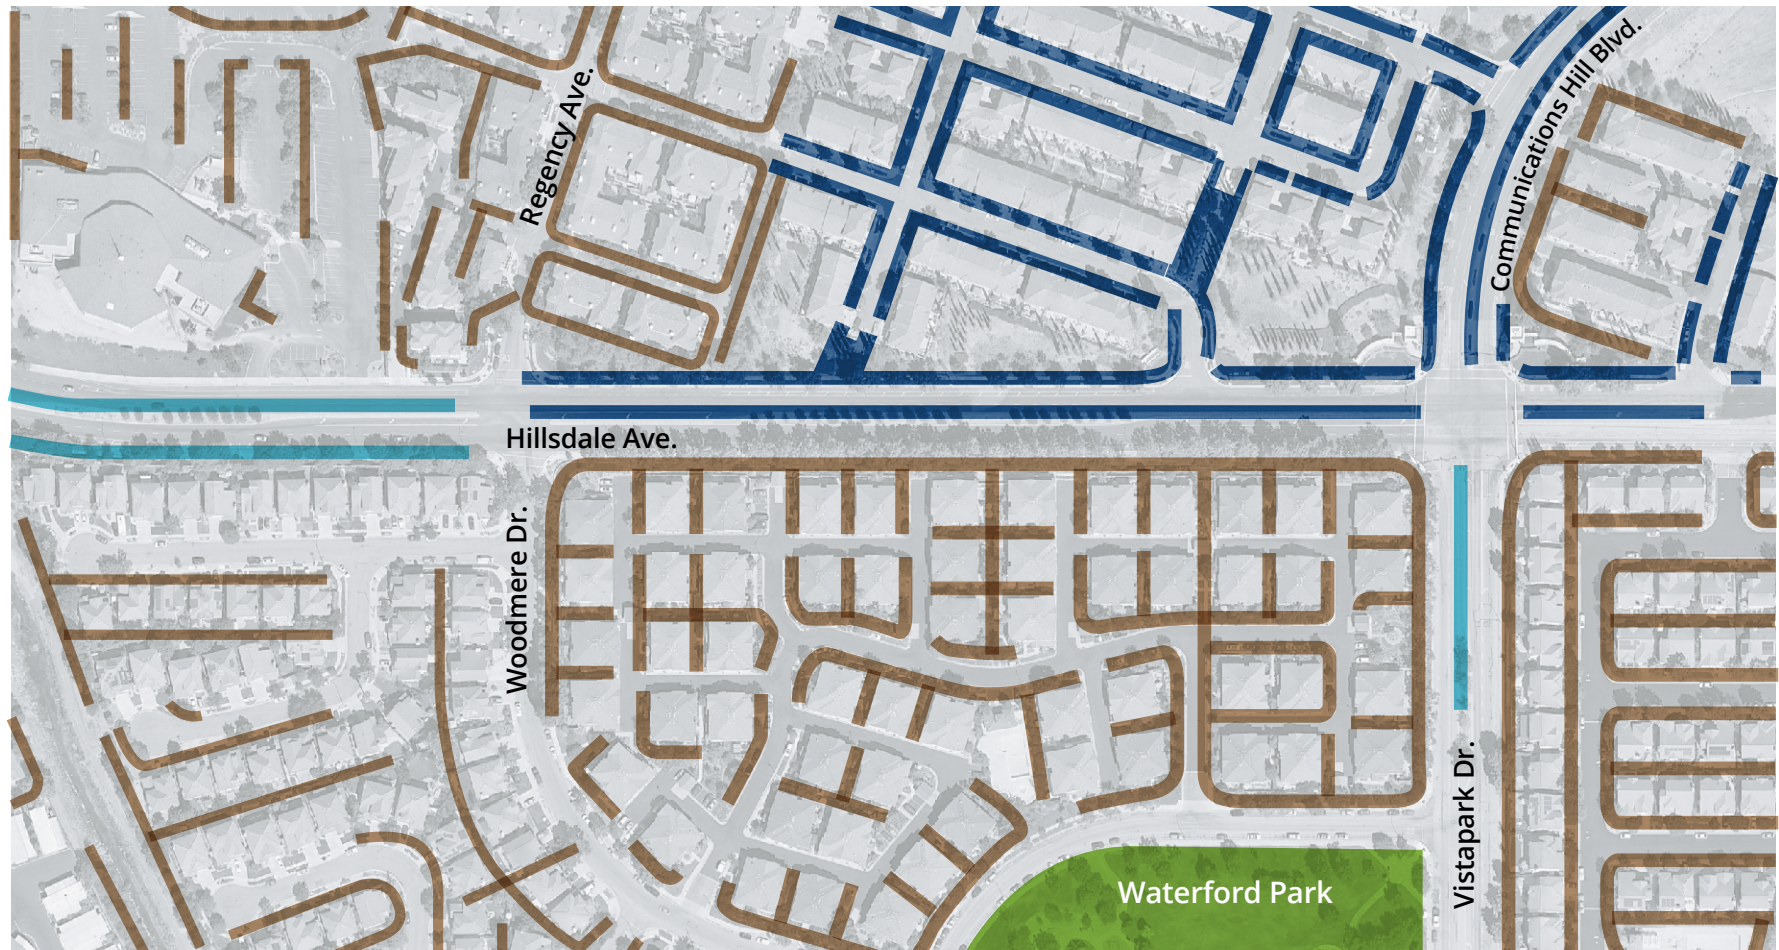 Communications Hill Blvd.
Regency Ave.
Hillsdale Ave.
Woodmere Dr.
Vistapark Dr.
Waterford Park